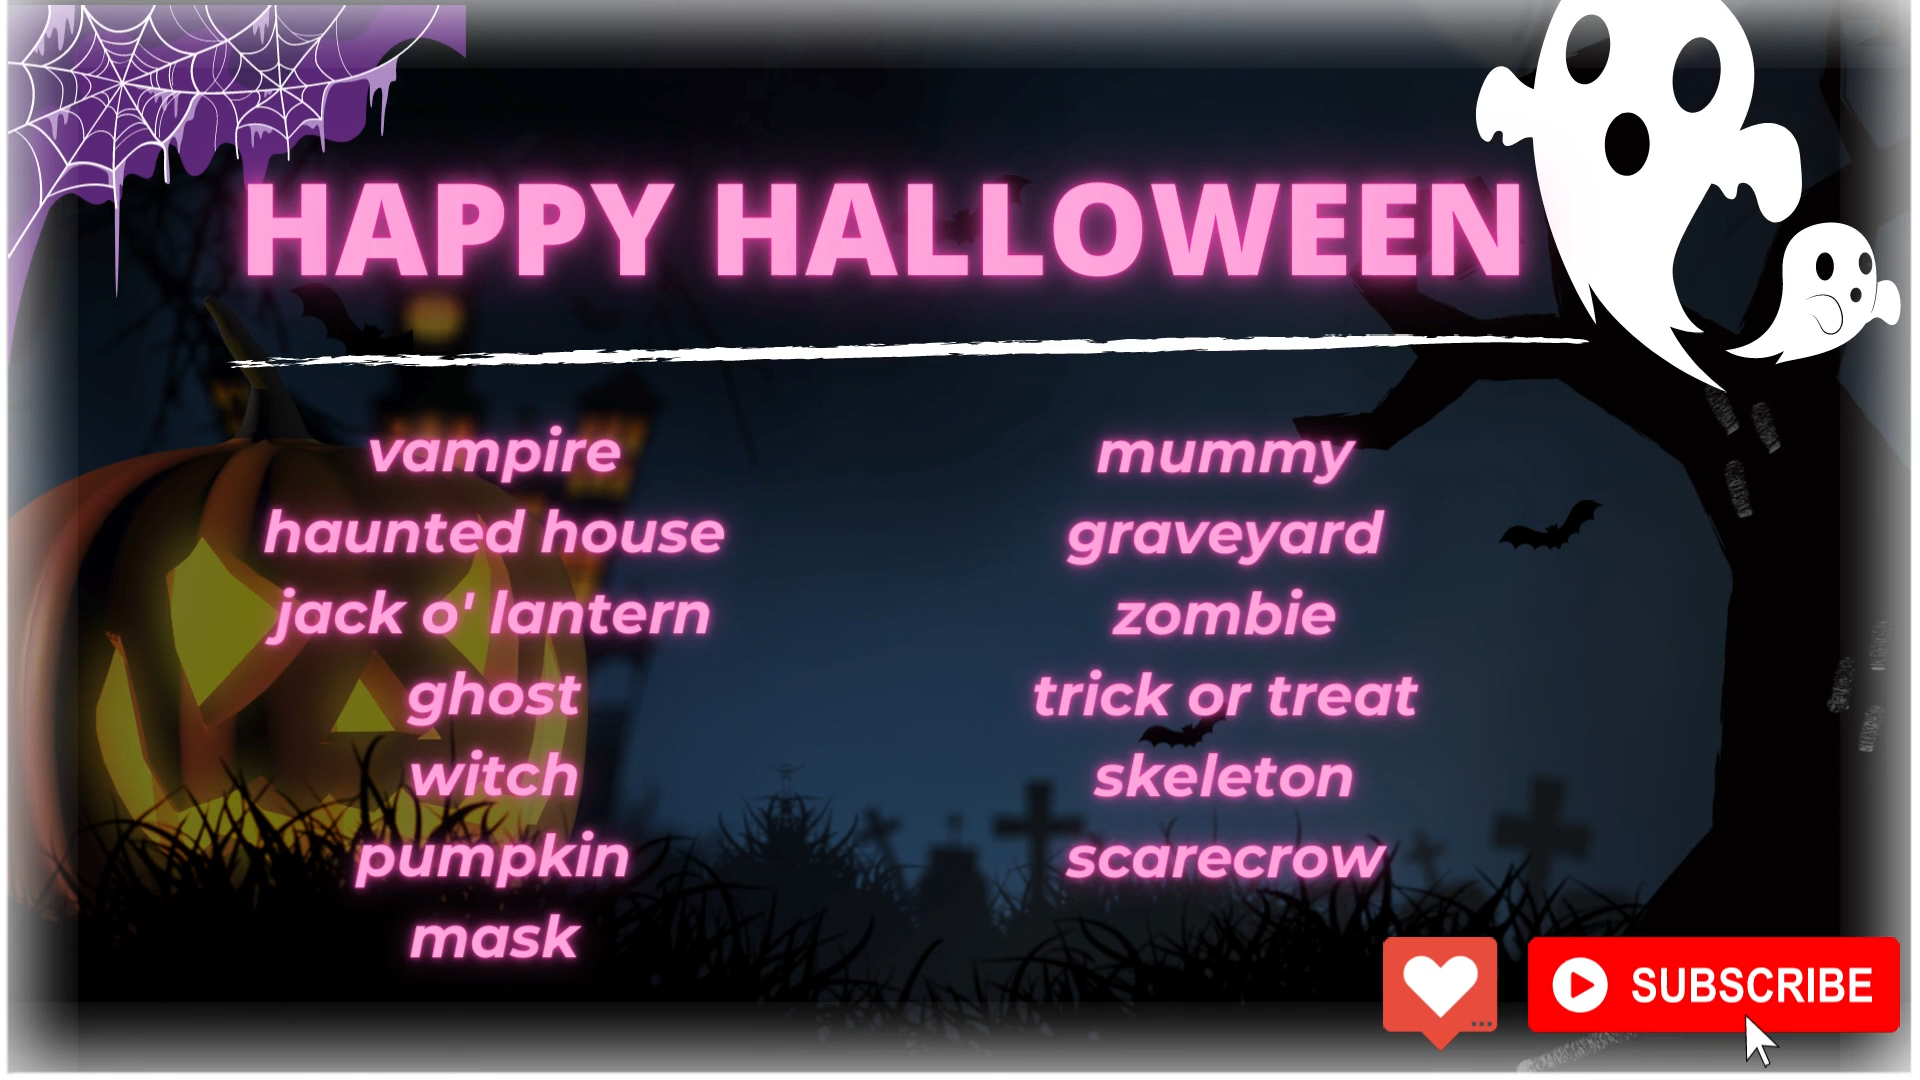 HAPPY HALLOWEEN
vampire
haunted house
jack o' lantern
ghost
witch
pumpkin
mask
mummy
graveyard
zombie
trick or treat
skeleton
scarecrow
SUBSCRIBE